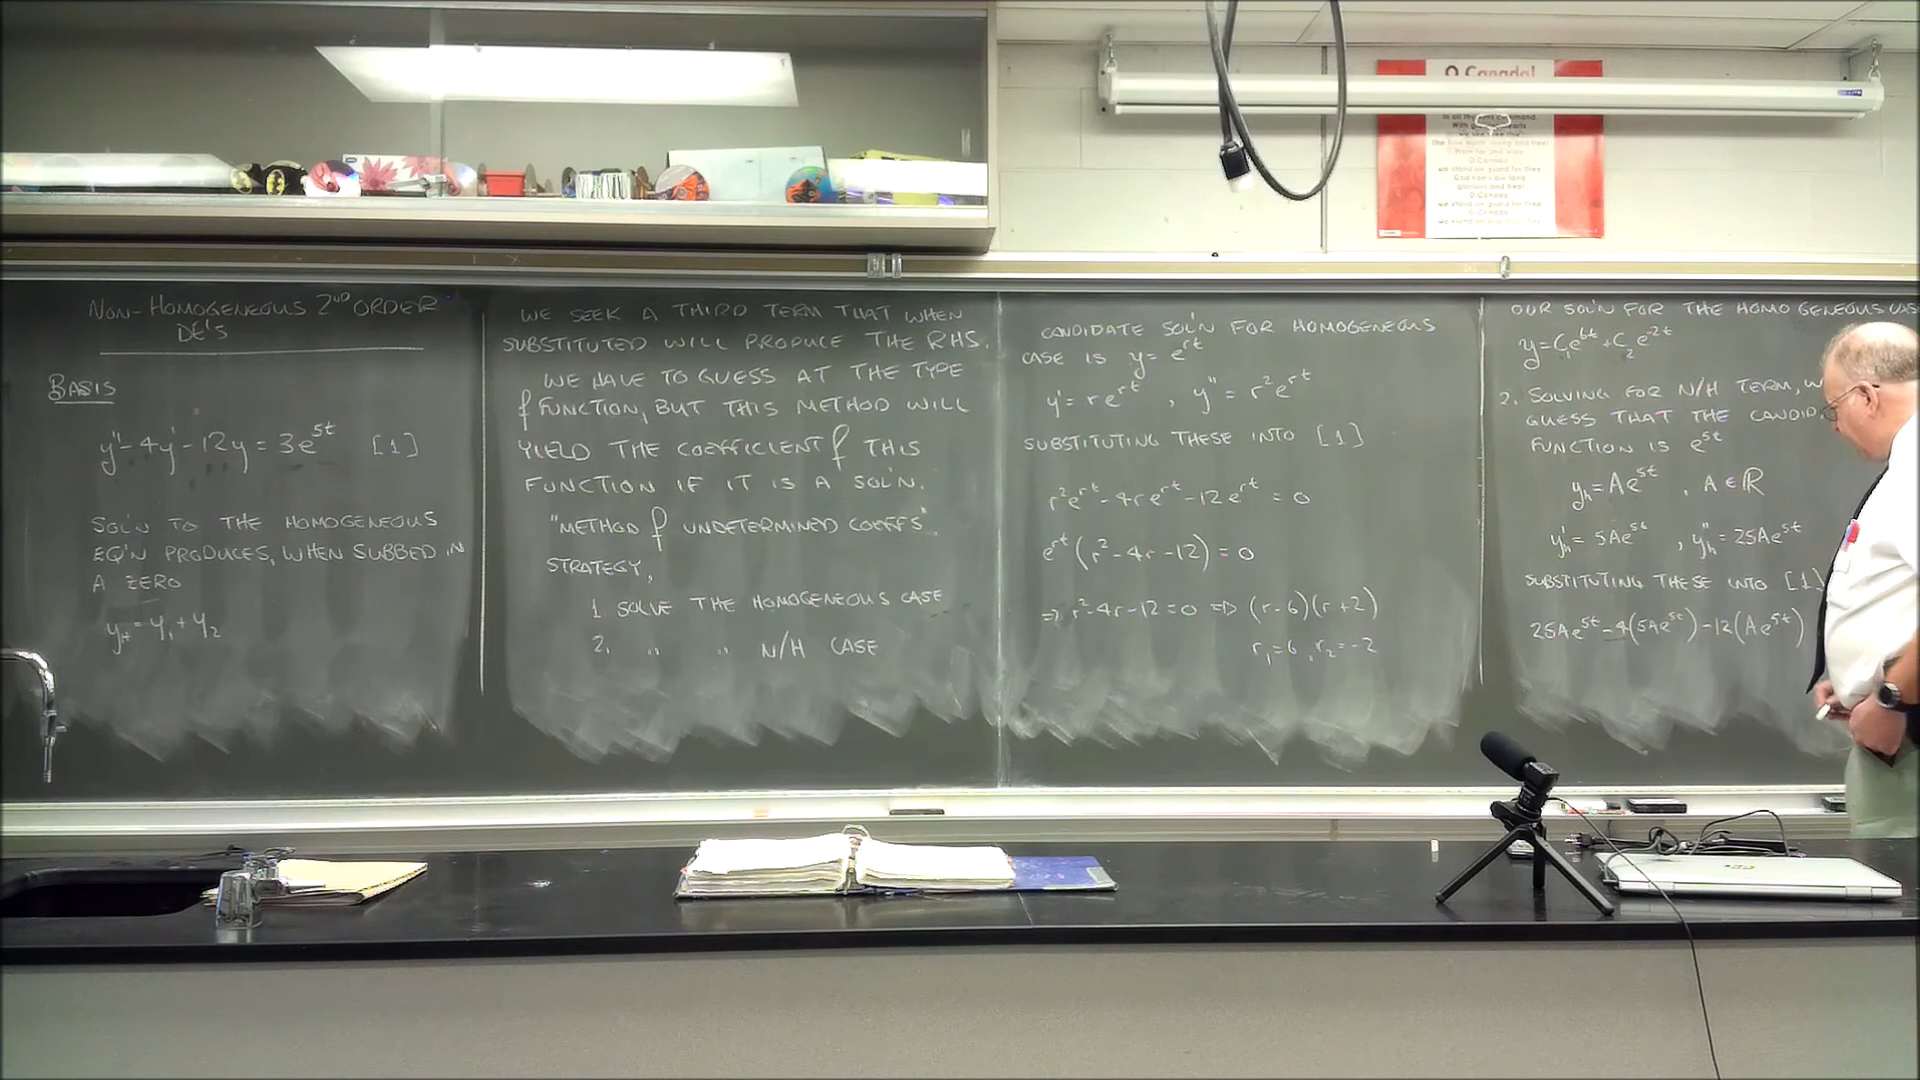 NON-HOMOGENEOUS 2ND ORDER
DE'S
BASIS
y''-4y'-12y=3e^{5t} [1]
SOL'N TO THE HOMOGENEOUS
EQ'N PRODUCES, WHEN SUBBED IN
A ZERO
y_H=y_1+y_2
WE SEEK A THIRD TERM THAT WHEN
SUBSTITUTED WILL PRODUCE THE RHS.
WE HAVE TO GUESS AT THE TYPE
of FUNCTION, BUT THIS METHOD WILL
YIELD THE COEFFICIENT of THIS
FUNCTION IF IT IS A SOL'N.
"METHOD of UNDETERMINED COEFFS".
STRATEGY,
1. SOLVE THE HOMOGENEOUS CASE
2. " " N/H CASE
CANDIDATE SOL'N FOR HOMOGENEOUS
CASE IS y=e^{rt}
y'=re^{rt}, y''=r^2e^{rt}
SUBSTITUTING THESE INTO [1]
r^2e^{rt}-4re^{rt}-12e^{rt}=0
e^{rt}(r^2-4r-12)=0
⇒ r^2-4r-12=0 ⇒ (r-6)(r+2)
r_1=6, r_2=-2
OUR SOL'N FOR THE HOMOGENEOUS CAS
y=C_1e^{6t}+C_2e^{2t}
2. SOLVING FOR N/H TERM, W
GUESS THAT THE CANDID
FUNCTION IS e^{5t}
y_h=Ae^{5t}, A∈ℝ
y_h'=5Ae^{5t}, y_h''=25Ae^{5t}
SUBSTITUTING THESE INTO [1]
25Ae^{5t}-4(5Ae^{5t})-12(Ae^{5t})
O Canada!